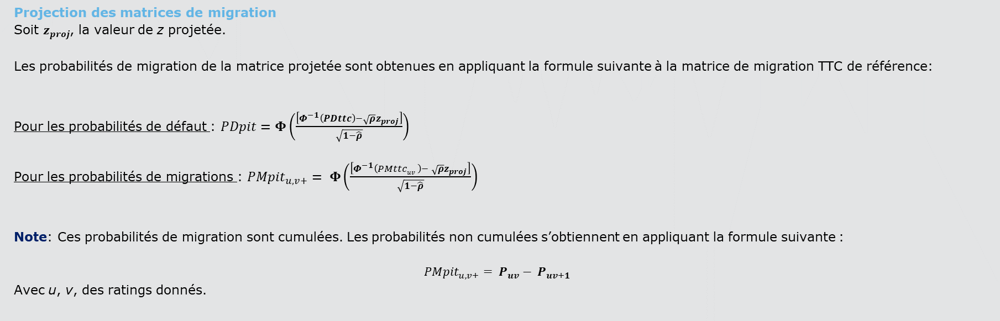 Projection des matrices de migration
Soit z_proj, la valeur de z projetée.
Les probabilités de migration de la matrice projetée sont obtenues en appliquant la formule suivante à la matrice de migration TTC de référence:
Pour les probabilités de défaut : PDpit = Φ([Φ⁻¹(PDttc)−√ρ z_proj] / √(1−ρ̂))
Pour les probabilités de migrations : PMpit_u,v+ = Φ([Φ⁻¹(PMttc_uv)− √ρ z_proj] / √(1−ρ̂))
Note: Ces probabilités de migration sont cumulées. Les probabilités non cumulées s’obtiennent en appliquant la formule suivante :
PMpit_u,v+ = P_uv − P_uv+1
Avec u, v, des ratings donnés.